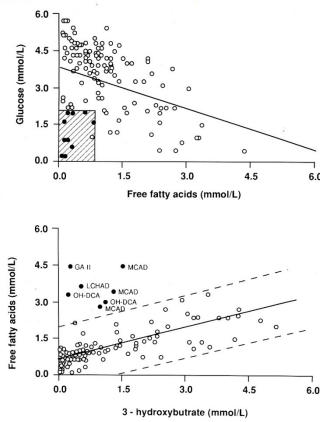 Glucose (mmol/L)
6.0
4.5
3.0
1.5
0.0
0.0 1.5 3.0 4.5 6.0
Free fatty acids (mmol/L)
Free fatty acids (mmol/L)
6.0
4.5
3.0
1.5
0.0
GA II MCAD
LCHAD MCAD
OH-DCA OH-DCA
MCAD
0.0 1.5 3.0 4.5 6.0
3 - hydroxybutrate (mmol/L)